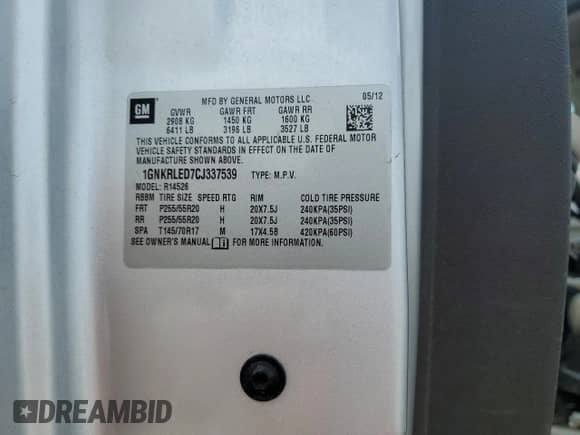 GM
MFD BY GENERAL MOTORS LLC
05/12
GVWR GAWR FRT GAWR RR
2908 KG 1450 KG 1600 KG
6411 LB 3196 LB 3527 LB
THIS VEHICLE CONFORMS TO ALL APPLICABLE U.S. FEDERAL MOTOR
VEHICLE SAFETY STANDARDS IN EFFECT ON THE DATE OF
MANUFACTURE SHOWN ABOVE.
1GNKRLED7CJ337539 TYPE: M.P.V.
MODEL: R14526
RBBM TIRE SIZE SPEED RTG RIM COLD TIRE PRESSURE
FRT P255/55R20 H 20X7.5J 240KPA(35PSI)
RR P255/55R20 H 20X7.5J 240KPA(35PSI)
SPA T145/70R17 M 17X4.5B 420KPA(60PSI)
SEE OWNER'S MANUAL FOR MORE INFORMATION.
DREAMBID